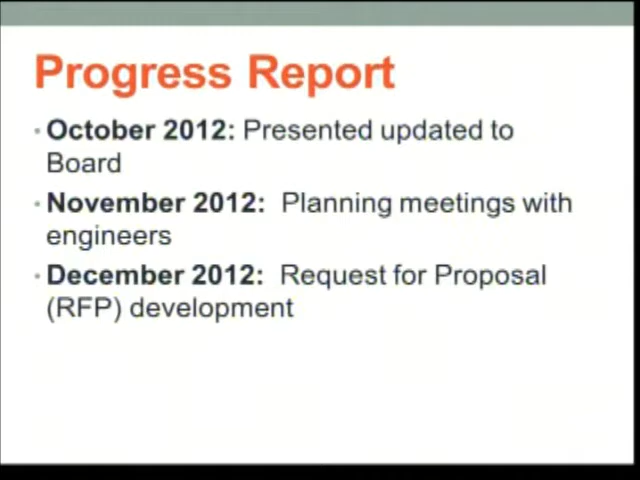 Progress Report
• October 2012: Presented updated to
Board
• November 2012: Planning meetings with
engineers
• December 2012: Request for Proposal
(RFP) development